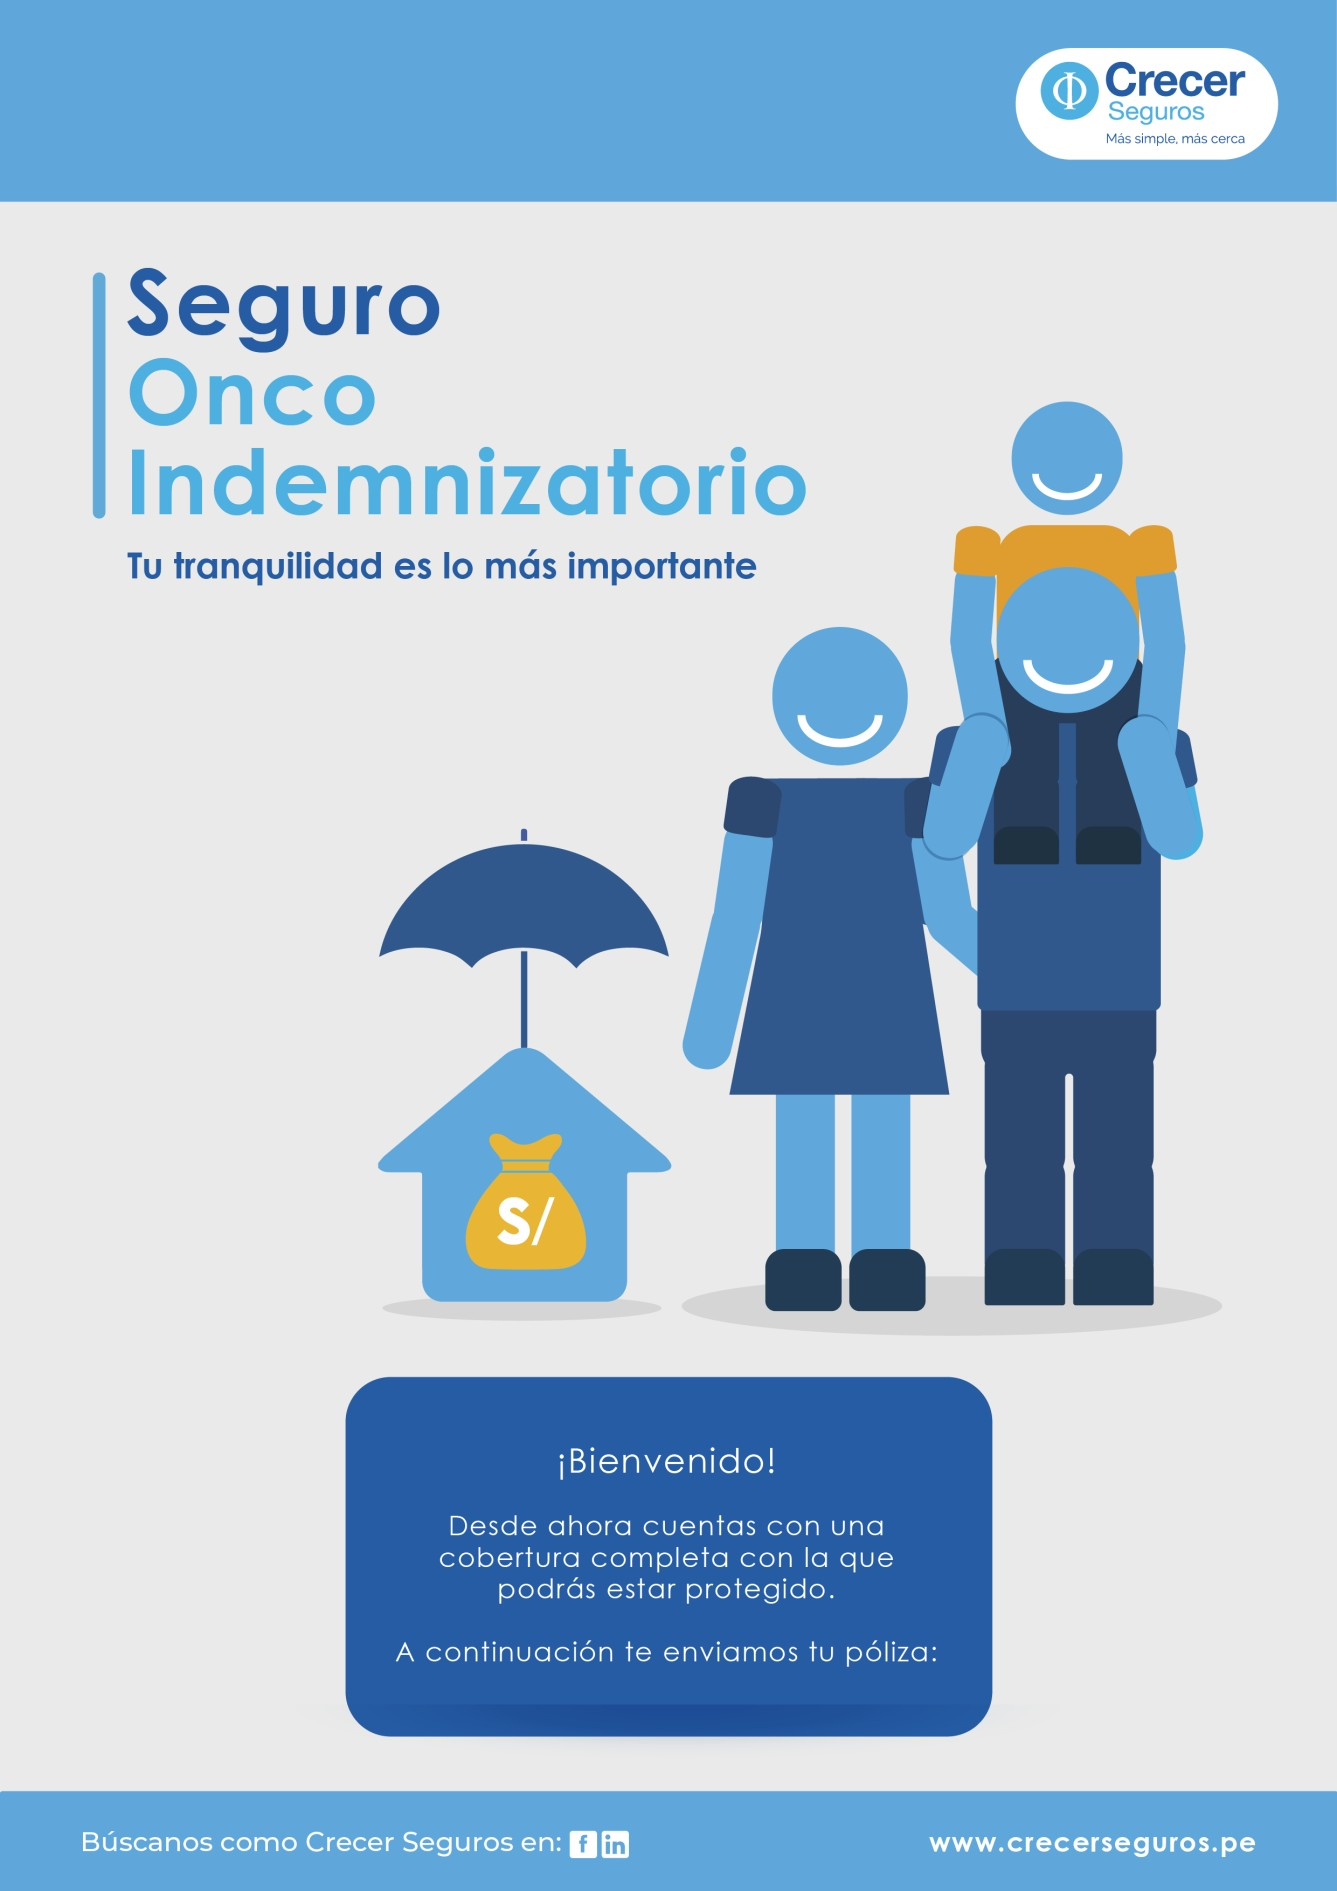 Crecer
Seguros
Más simple, más cerca
Seguro
Onco
Indemnizatorio
Tu tranquilidad es lo más importante
S/
¡Bienvenido!
Desde ahora cuentas con una
cobertura completa con la que
podrás estar protegido.
A continuación te enviamos tu póliza:
Búscanos como Crecer Seguros en: f in
www.crecerseguros.pe